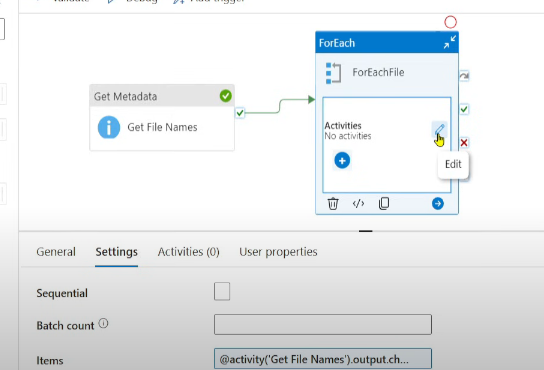 Validate Debug Add trigger
ForEach
ForEachFile
Get Metadata
Get File Names
Activities
No activities
Edit
General Settings Activities (0) User properties
Sequential
Batch count
Items @activity('Get File Names').output.ch...